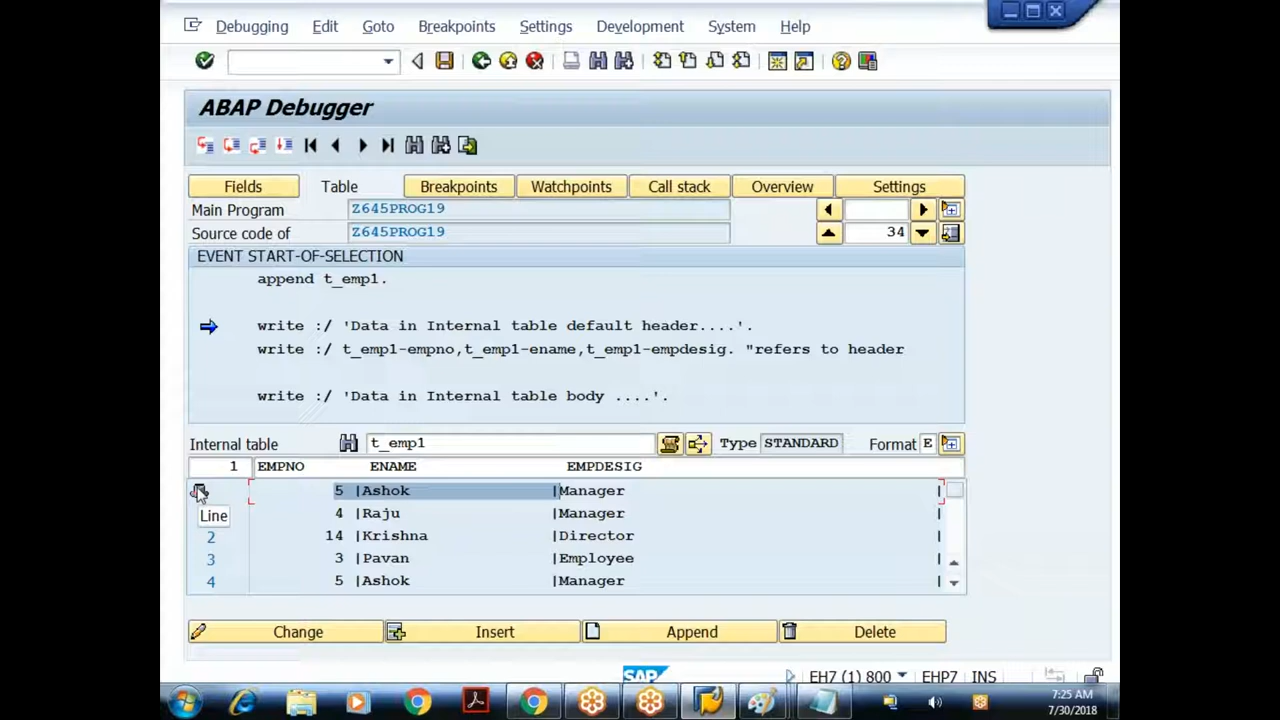 Debugging Edit Goto Breakpoints Settings Development System Help
ABAP Debugger
Fields Table Breakpoints Watchpoints Call stack Overview Settings
Main Program Z645PROG19
Source code of Z645PROG19 34
EVENT START-OF-SELECTION
append t_emp1.
write :/ 'Data in Internal table default header....'.
write :/ t_emp1-empno,t_emp1-ename,t_emp1-empdesig. "refers to header
write :/ 'Data in Internal table body ....'.
Internal table t_emp1 Type STANDARD Format E
1 EMPNO ENAME EMPDESIG
5 |Ashok |Manager |
Line 4 |Raju |Manager |
2 14 |Krishna |Director |
3 3 |Pavan |Employee |
4 5 |Ashok |Manager |
Change Insert Append Delete
SAP EH7 (1) 800 EHP7 INS
7:25 AM
7/30/2018